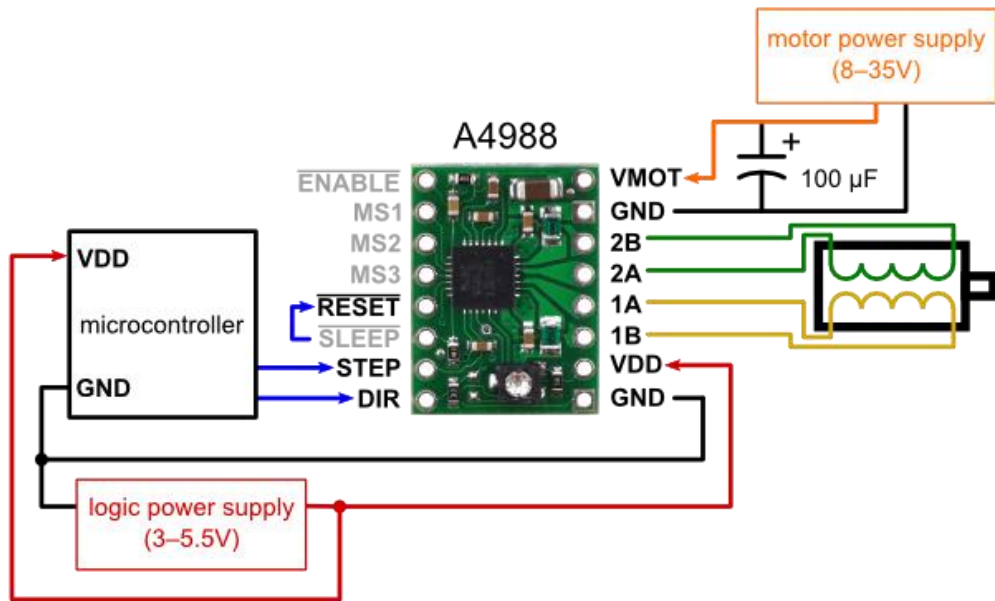 motor power supply
(8–35V)
A4988
ENABLE
VMOT
+
100 µF
MS1
GND
MS2
2B
MS3
2A
VDD
microcontroller
RESET
1A
SLEEP
1B
STEP
VDD
GND
DIR
GND
logic power supply
(3–5.5V)